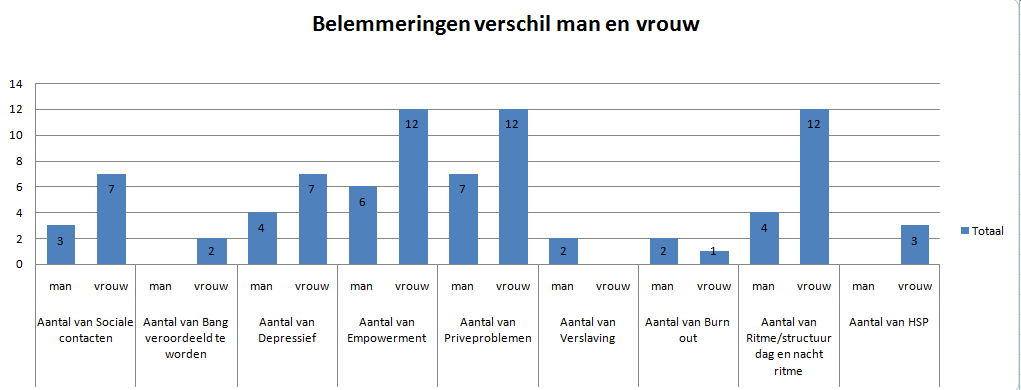 Belemmeringen verschil man en vrouw
14
12
10
8
6
4
2
0
3
7
2
4
7
6
12
7
12
2
2
1
4
12
3
Totaal
man vrouw man vrouw man vrouw man vrouw man vrouw man vrouw man vrouw man vrouw man vrouw
Aantal van Sociale
contacten
Aantal van Bang
veroordeeld te
worden
Aantal van
Depressief
Aantal van
Empowerment
Aantal van
Priveproblemen
Aantal van
Verslaving
Aantal van Burn
out
Aantal van
Ritme/structuur
dag en nacht
ritme
Aantal van HSP